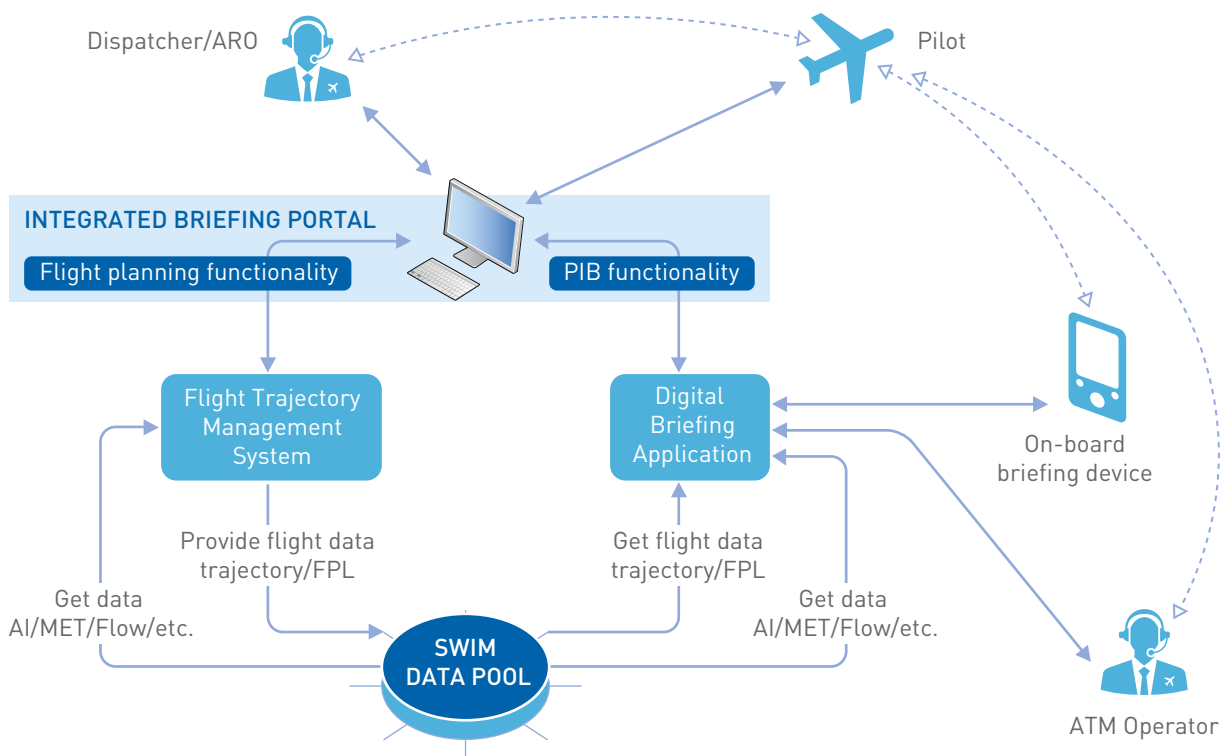 Dispatcher/ARO
Pilot
INTEGRATED BRIEFING PORTAL
Flight planning functionality
PIB functionality
Flight Trajectory
Management
System
Digital
Briefing
Application
On-board
briefing device
Provide flight data
trajectory/FPL
Get flight data
trajectory/FPL
Get data
AI/MET/Flow/etc.
Get data
AI/MET/Flow/etc.
SWIM
DATA POOL
ATM Operator